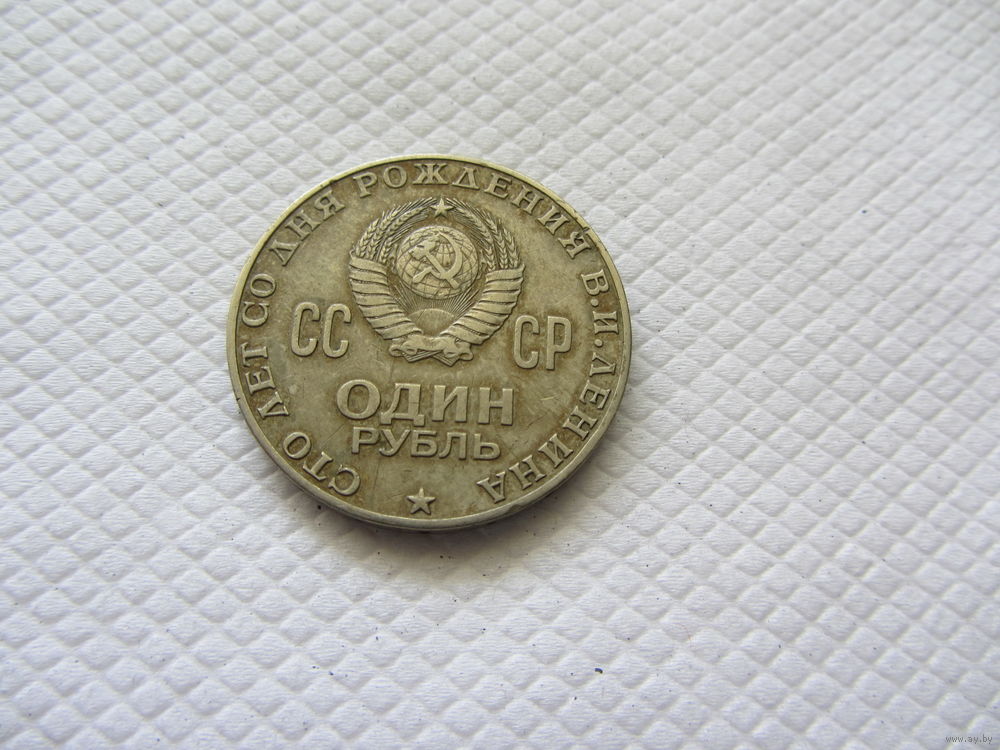 СТО ЛЕТ СО ДНЯ РОЖДЕНИЯ В.И.ЛЕНИНА
СС СР
ОДИН
РУБЛЬ
www.ay.by